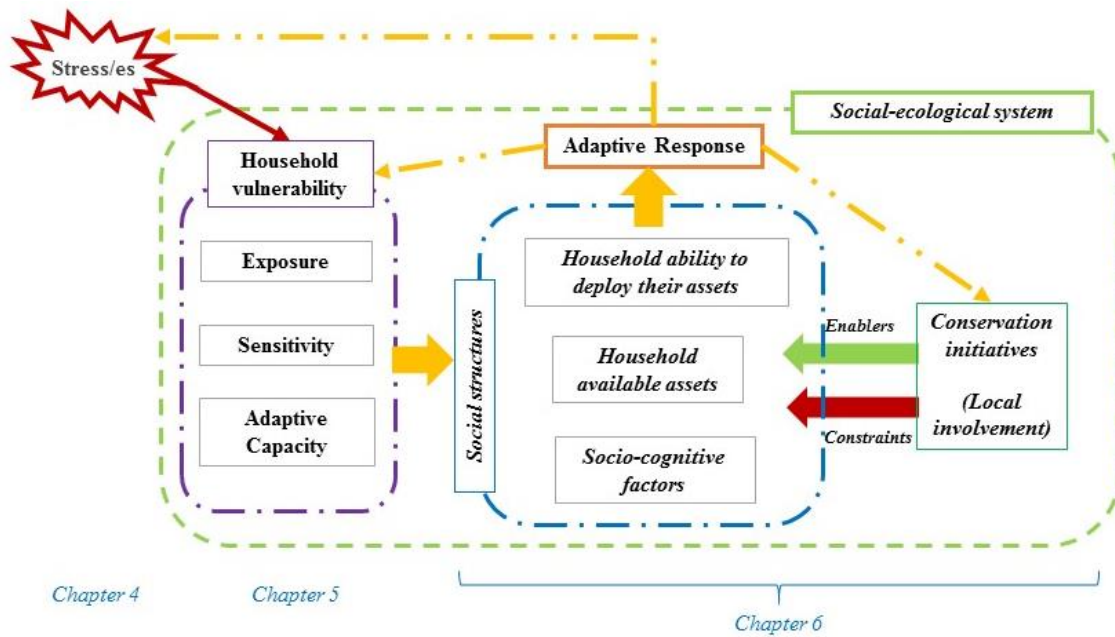 Stress/es
Social-ecological system
Adaptive Response
Household
vulnerability
Exposure
Sensitivity
Adaptive
Capacity
Social structures
Household ability to
deploy their assets
Household
available assets
Socio-cognitive
factors
Enablers
Constraints
Conservation
initiatives
(Local
involvement)
Chapter 4
Chapter 5
Chapter 6